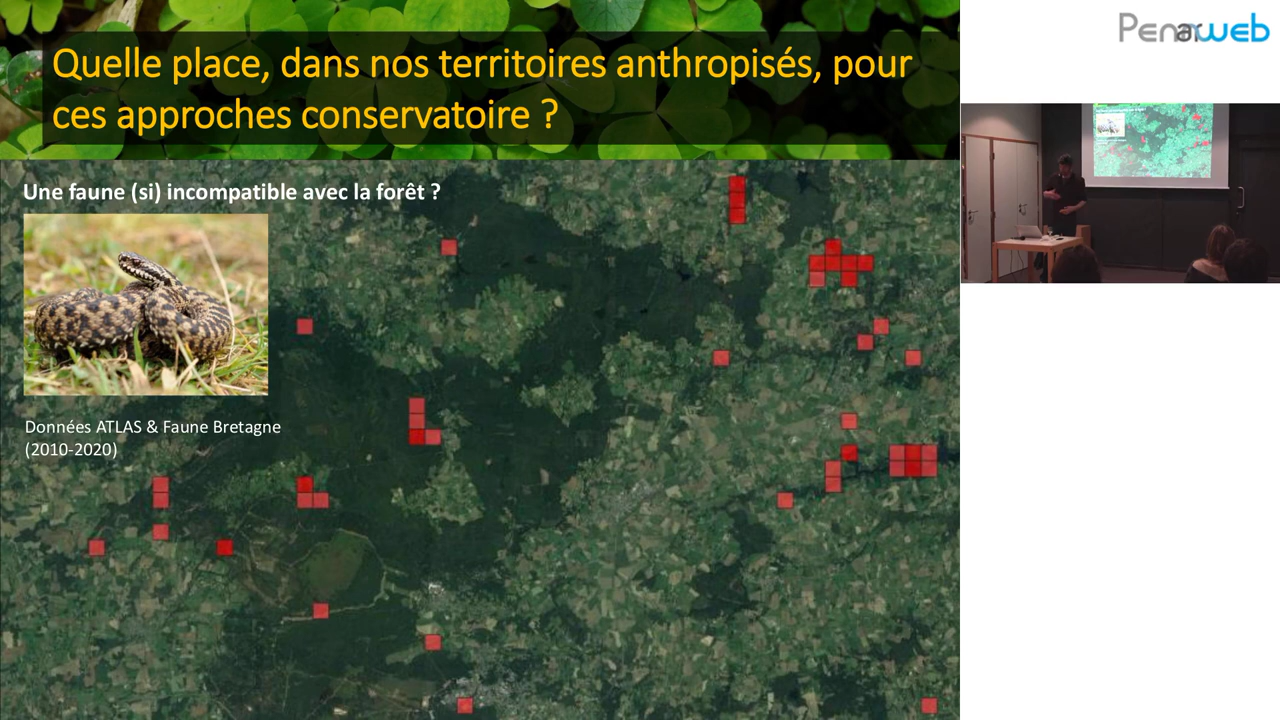 Quelle place, dans nos territoires anthropisés, pour
ces approches conservatoire ?
Une faune (si) incompatible avec la forêt ?
Données ATLAS & Faune Bretagne
(2010-2020)
Penarweb